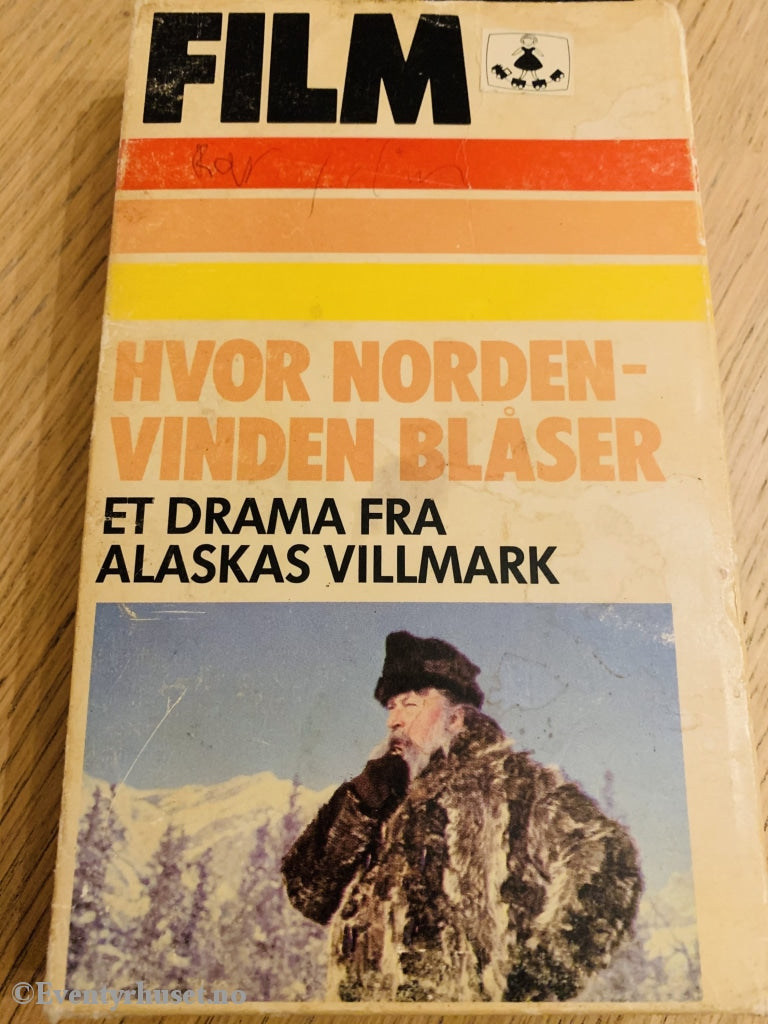 FILM
HVOR NORDEN-
VINDEN BLÅSER
ET DRAMA FRA
ALASKAS VILLMARK
©Eventyrhuset.no